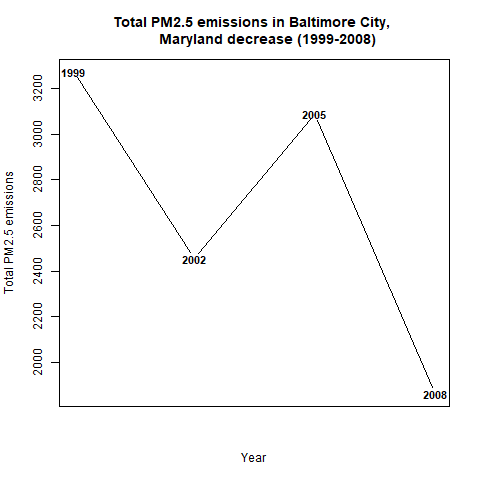 Total PM2.5 emissions in Baltimore City,
Maryland decrease (1999-2008)
Total PM2.5 emissions
3200
3000
2800
2600
2400
2200
2000
1999
2005
2002
2008
Year